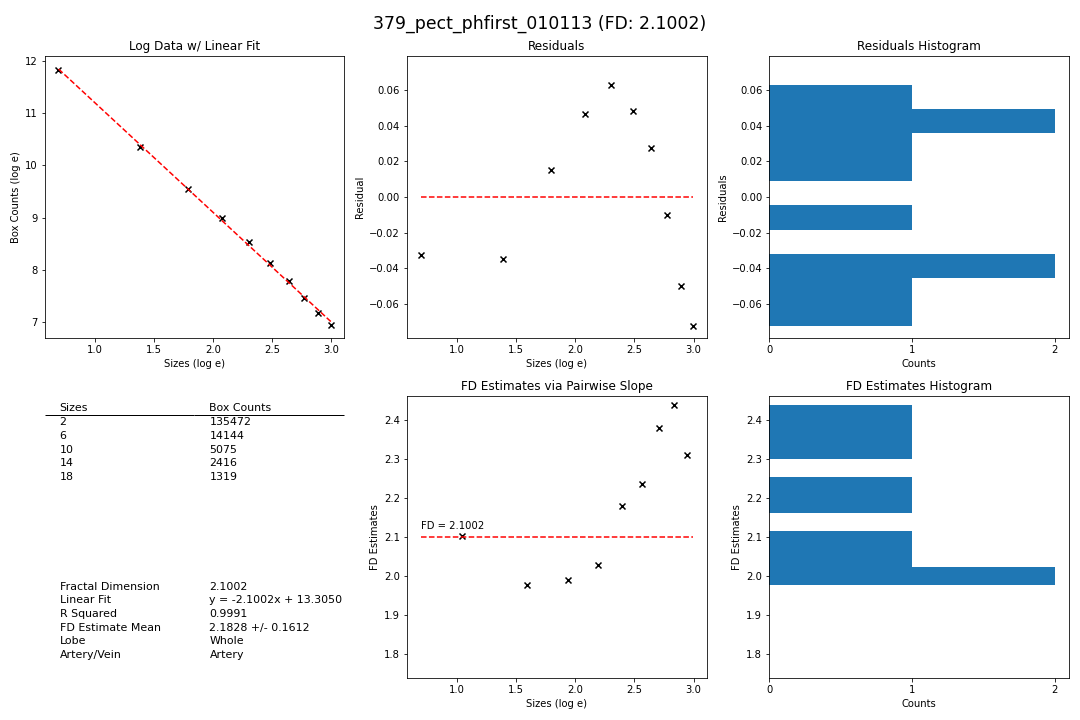 379_pect_phfirst_010113 (FD: 2.1002)
Log Data w/ Linear Fit
Box Counts (log e)
12
11
10
9
8
7
1.0 1.5 2.0 2.5 3.0
Sizes (log e)
Residuals
Residual
0.06
0.04
0.02
0.00
−0.02
−0.04
−0.06
1.0 1.5 2.0 2.5 3.0
Sizes (log e)
Residuals Histogram
Residuals
0.06
0.04
0.02
0.00
−0.02
−0.04
−0.06
0 1 2
Counts
Sizes Box Counts
2 135472
6 14144
10 5075
14 2416
18 1319
Fractal Dimension 2.1002
Linear Fit y = -2.1002x + 13.3050
R Squared 0.9991
FD Estimate Mean 2.1828 +/- 0.1612
Lobe Whole
Artery/Vein Artery
FD Estimates via Pairwise Slope
FD Estimates
2.4
2.3
2.2
2.1
2.0
1.9
1.8
FD = 2.1002
1.0 1.5 2.0 2.5 3.0
Sizes (log e)
FD Estimates Histogram
FD Estimates
2.4
2.3
2.2
2.1
2.0
1.9
1.8
0 1 2
Counts